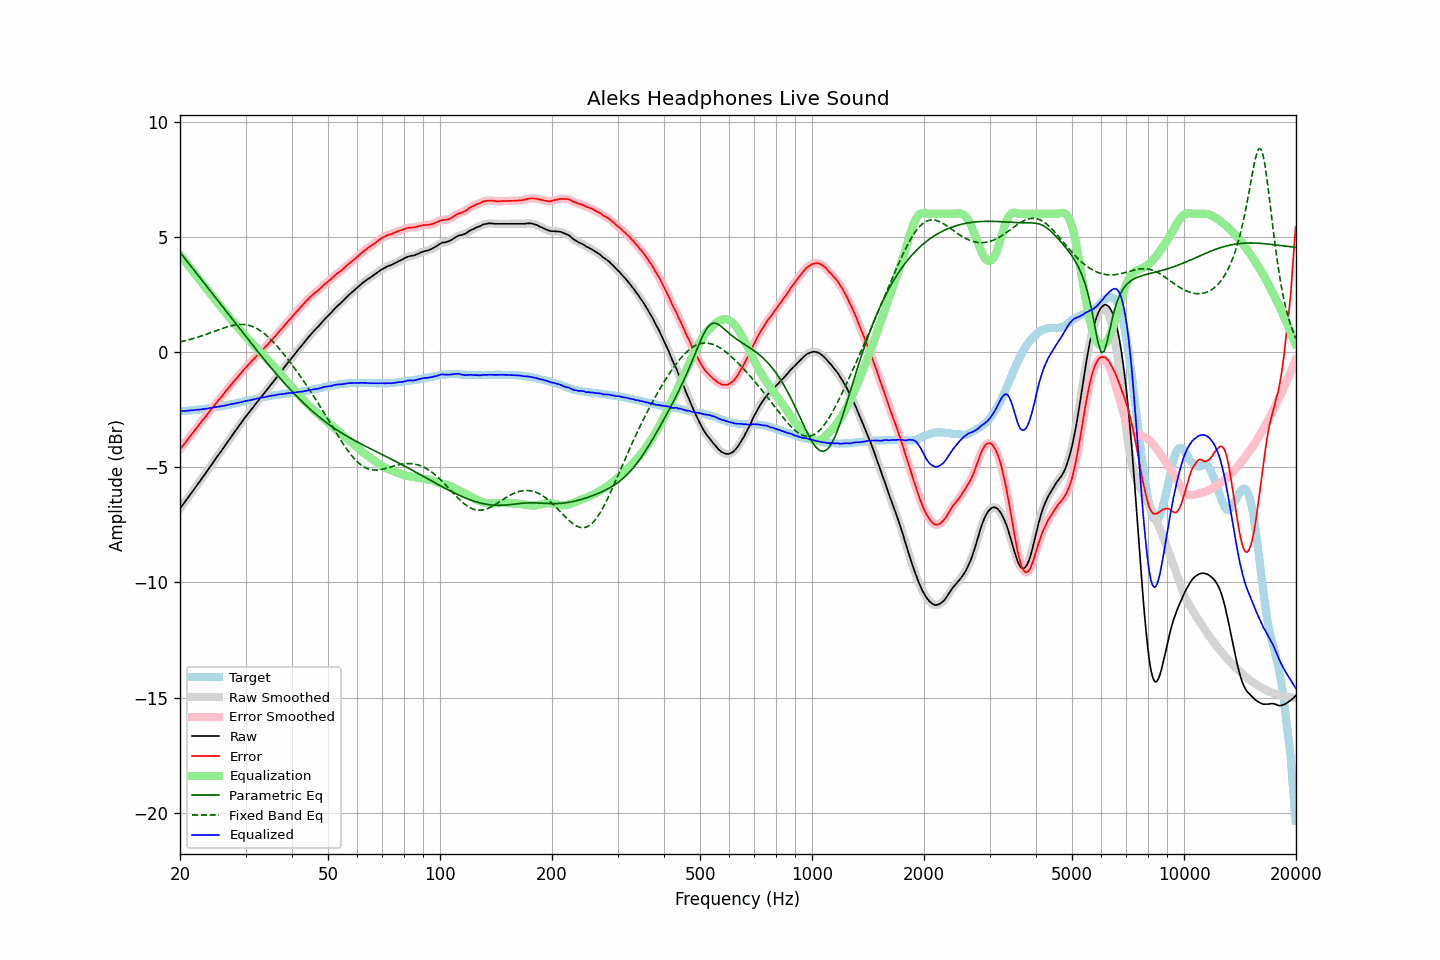 Aleks Headphones Live Sound
10
5
0
−5
−10
−15
−20
Amplitude (dBr)
Target
Raw Smoothed
Error Smoothed
Raw
Error
Equalization
Parametric Eq
Fixed Band Eq
Equalized
20 50 100 200 500 1000 2000 5000 10000 20000
Frequency (Hz)